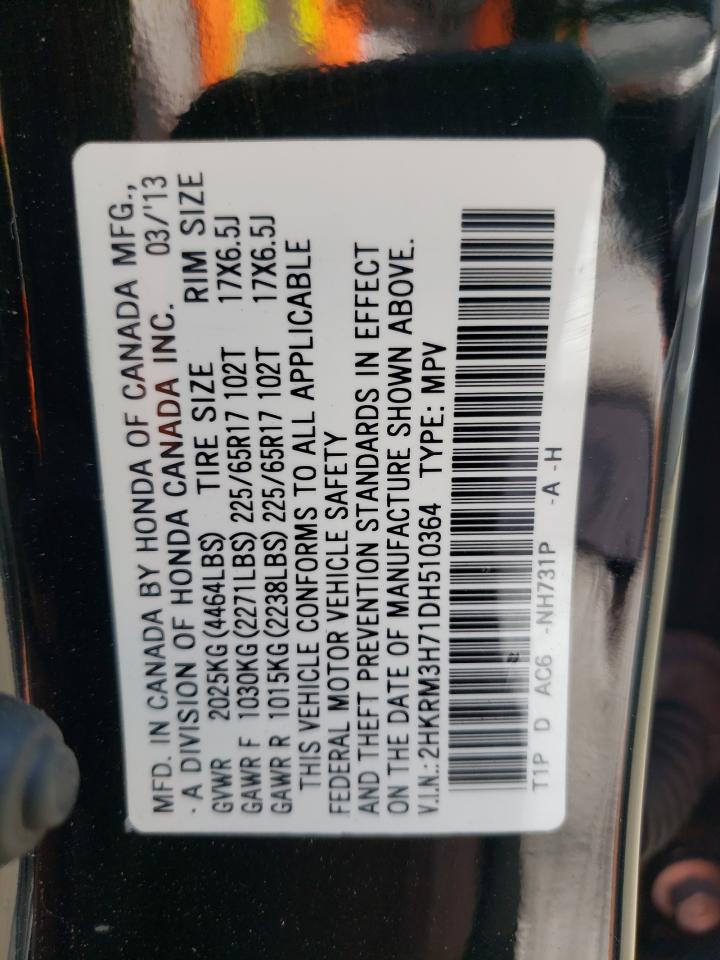 MFD. IN CANADA BY HONDA OF CANADA MFG.,
· A DIVISION OF HONDA CANADA INC. 03/'13
GVWR 2025KG(4464LBS) TIRE SIZE RIM SIZE
GAWR F 1030KG(2271LBS) 225/65R17 102T 17X6.5J
GAWR R 1015KG(2238LBS) 225/65R17 102T 17X6.5J
THIS VEHICLE CONFORMS TO ALL APPLICABLE
FEDERAL MOTOR VEHICLE SAFETY
AND THEFT PREVENTION STANDARDS IN EFFECT
ON THE DATE OF MANUFACTURE SHOWN ABOVE.
V.I.N.:2HKRM3H71DH510364 TYPE: MPV
T1P D AC6 -NH731P -A -H